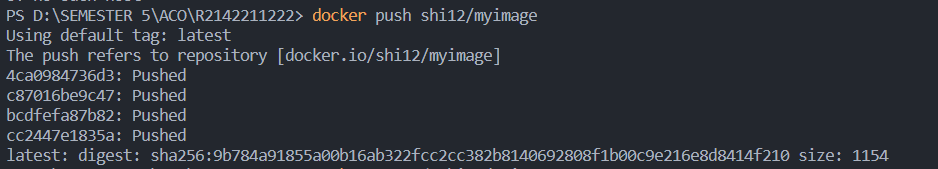 PS D:\SEMESTER 5\ACO\R2142211222> docker push shi12/myimage
Using default tag: latest
The push refers to repository [docker.io/shi12/myimage]
4ca0984736d3: Pushed
c87016be9c47: Pushed
bcdfefa87b82: Pushed
cc2447e1835a: Pushed
latest: digest: sha256:9b784a91855a00b16ab322fcc2cc382b8140692808f1b00c9e216e8d8414f210 size: 1154